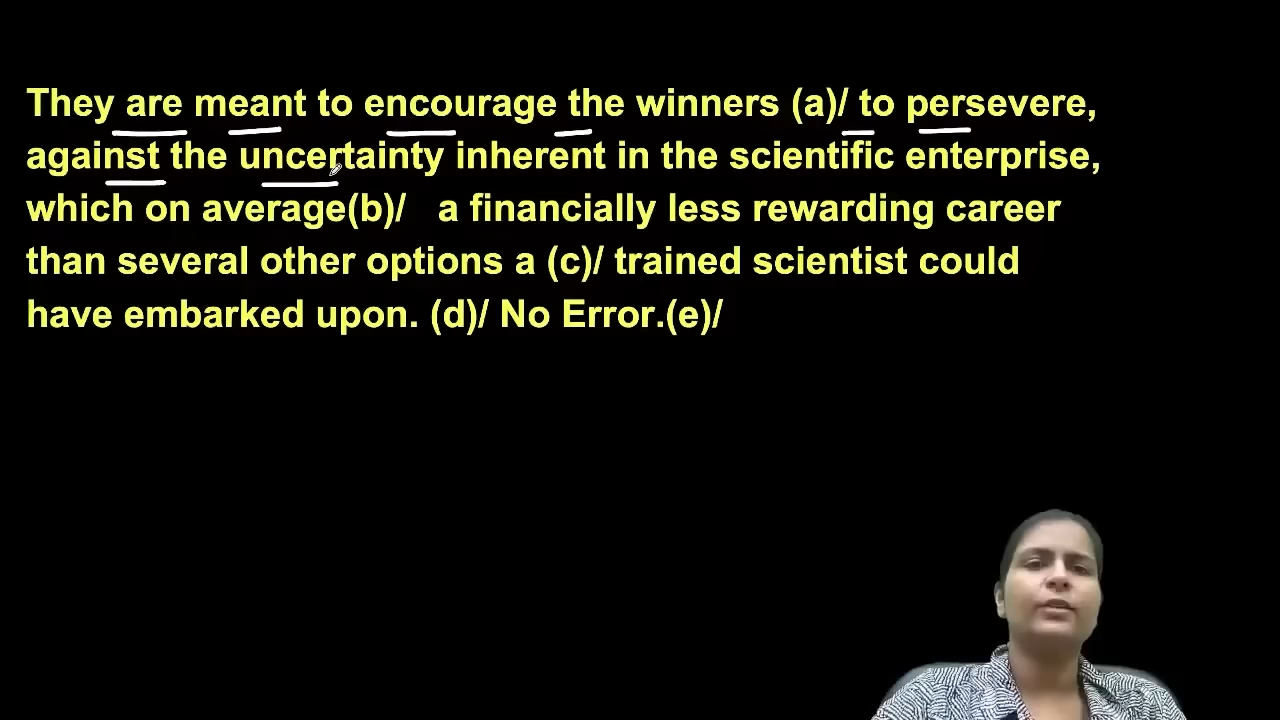 They are meant to encourage the winners (a)/ to persevere,
against the uncertainty inherent in the scientific enterprise,
which on average(b)/ a financially less rewarding career
than several other options a (c)/ trained scientist could
have embarked upon. (d)/ No Error.(e)/